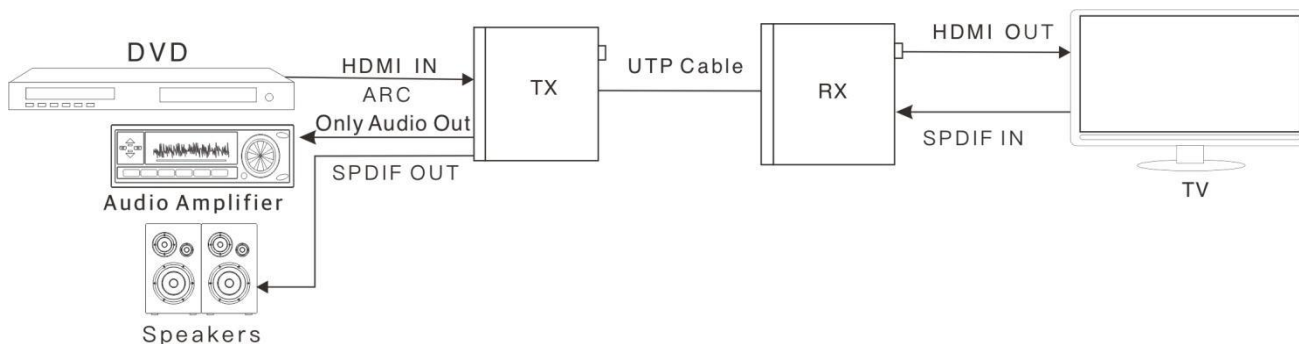 DVD
HDMI IN
ARC
Only Audio Out
SPDIF OUT
Audio Amplifier
Speakers
TX
UTP Cable
RX
HDMI OUT
SPDIF IN
TV